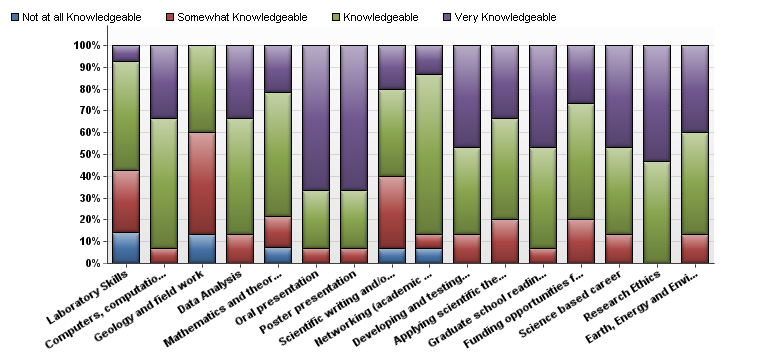 Not at all Knowledgeable Somewhat Knowledgeable Knowledgeable Very Knowledgeable
100%
90%
80%
70%
60%
50%
40%
30%
20%
10%
0%
Laboratory Skills
Computers, computatio...
Geology and field work
Data Analysis
Mathematics and theor...
Oral presentation
Poster presentation
Scientific writing and/o...
Networking (academic ...
Developing and testing...
Applying scientific the...
Graduate school readin...
Funding opportunities f...
Science based career
Research Ethics
Earth, Energy and Envi...